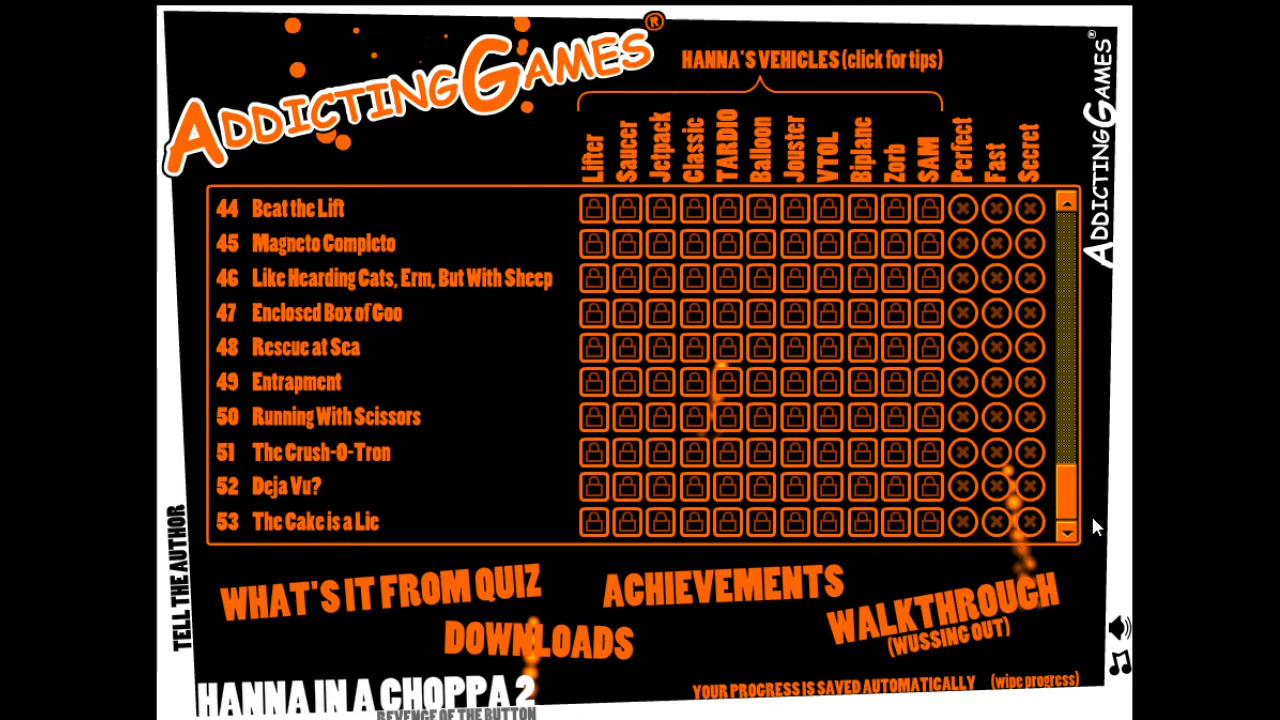 ADDICTINGGAMES®
HANNA'S VEHICLES (click for tips)
Lifter
Saucer
Jetpack
Classic
TARDIO
Balloon
Jouster
VTOL
Biplane
Zorb
SAM
Perfect
Fast
Secret
44 Beat the Lift
45 Magneto Completo
46 Like Hearding Cats, Erm, But With Sheep
47 Enclosed Box of Goo
48 Rescue at Sea
49 Entrapment
50 Running With Scissors
51 The Crush-O-Tron
52 Deja Vu?
53 The Cake is a Lie
ADDICTINGGAMES®
TELL THE AUTHOR
WHAT'S IT FROM QUIZ
ACHIEVEMENTS
WALKTHROUGH
(WUSSING OUT)
DOWNLOADS
HANNA IN A CHOPPA 2
REVENGE OF THE BUTTON
YOUR PROGRESS IS SAVED AUTOMATICALLY (wipe progress)